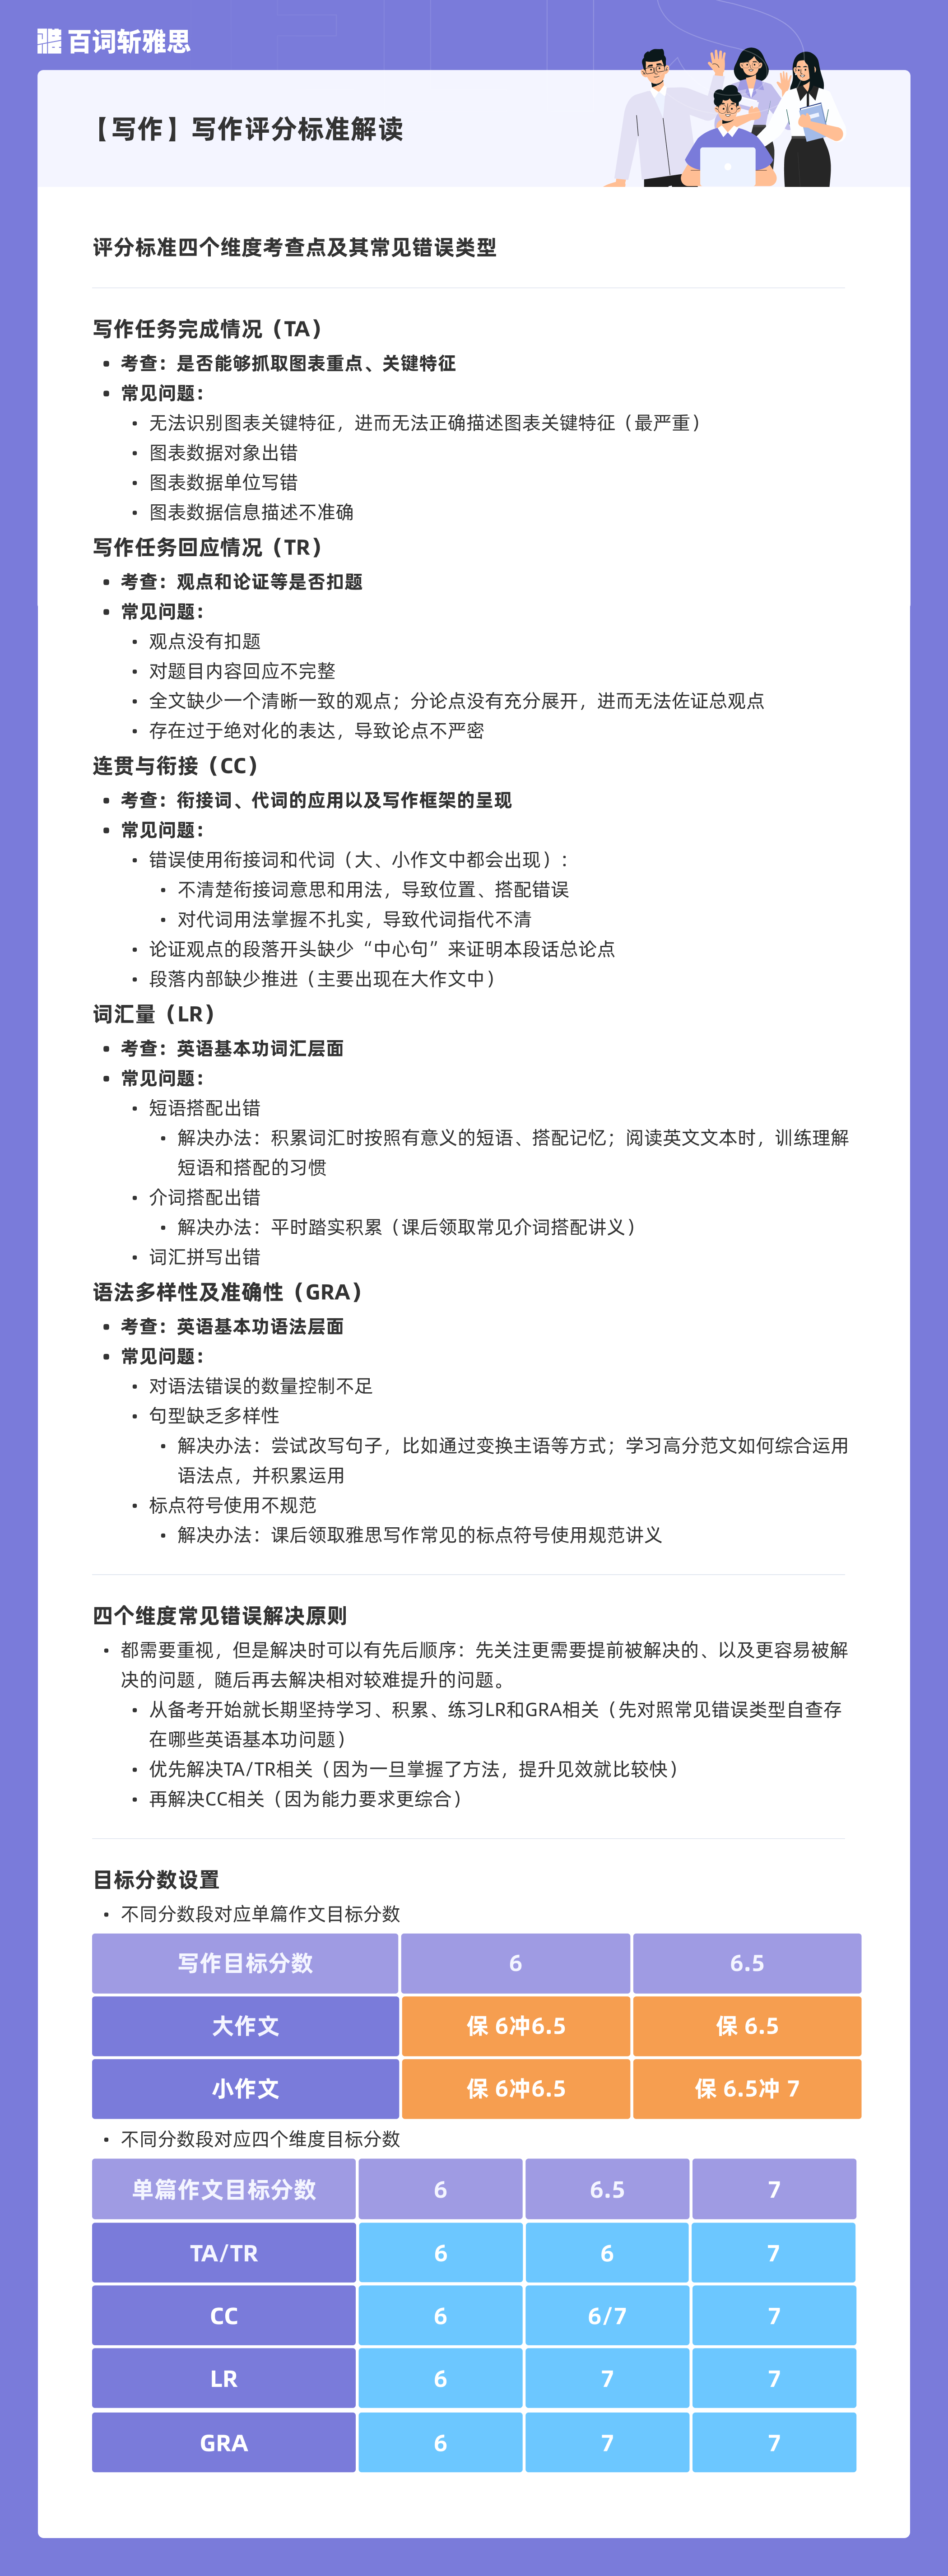 百词斩雅思
【写作】写作评分标准解读
评分标准四个维度考查点及其常见错误类型
写作任务完成情况（TA）
• 考查：是否能够抓取图表重点、关键特征
• 常见问题：
• 无法识别图表关键特征，进而无法正确描述图表关键特征（最严重）
• 图表数据对象出错
• 图表数据单位写错
• 图表数据信息描述不准确
写作任务回应情况（TR）
• 考查：观点和论证等是否扣题
• 常见问题：
• 观点没有扣题
• 对题目内容回应不完整
• 全文缺少一个清晰一致的观点；分论点没有充分展开，进而无法佐证总观点
• 存在过于绝对化的表达，导致论点不严密
连贯与衔接（CC）
• 考查：衔接词、代词的应用以及写作框架的呈现
• 常见问题：
• 错误使用衔接词和代词（大、小作文中都会出现）：
• 不清楚衔接词意思和用法，导致位置、搭配错误
• 对代词用法掌握不扎实，导致代词指代不清
• 论证观点的段落开头缺少“中心句”来证明本段话总论点
• 段落内部缺少推进（主要出现在大作文中）
词汇量（LR）
• 考查：英语基本功词汇层面
• 常见问题：
• 短语搭配出错
• 解决办法：积累词汇时按照有意义的短语、搭配记忆；阅读英文文本时，训练理解
短语和搭配的习惯
• 介词搭配出错
• 解决办法：平时踏实积累（课后领取常见介词搭配讲义）
• 词汇拼写出错
语法多样性及准确性（GRA）
• 考查：英语基本功语法层面
• 常见问题：
• 对语法错误的数量控制不足
• 句型缺乏多样性
• 解决办法：尝试改写句子，比如通过变换主语等方式；学习高分范文如何综合运用
语法点，并积累运用
• 标点符号使用不规范
• 解决办法：课后领取雅思写作常见的标点符号使用规范讲义
四个维度常见错误解决原则
• 都需要重视，但是解决时可以有先后顺序：先关注更需要提前被解决的、以及更容易被解
决的问题，随后再去解决相对较难提升的问题。
• 从备考开始就长期坚持学习、积累、练习LR和GRA相关（先对照常见错误类型自查存
在哪些英语基本功问题）
• 优先解决TA/TR相关（因为一旦掌握了方法，提升见效就比较快）
• 再解决CC相关（因为能力要求更综合）
目标分数设置
• 不同分数段对应单篇作文目标分数
写作目标分数 6 6.5
大作文 保 6冲6.5 保 6.5
小作文 保 6冲6.5 保 6.5冲 7
• 不同分数段对应四个维度目标分数
单篇作文目标分数 6 6.5 7
TA/TR 6 6 7
CC 6 6/7 7
LR 6 7 7
GRA 6 7 7